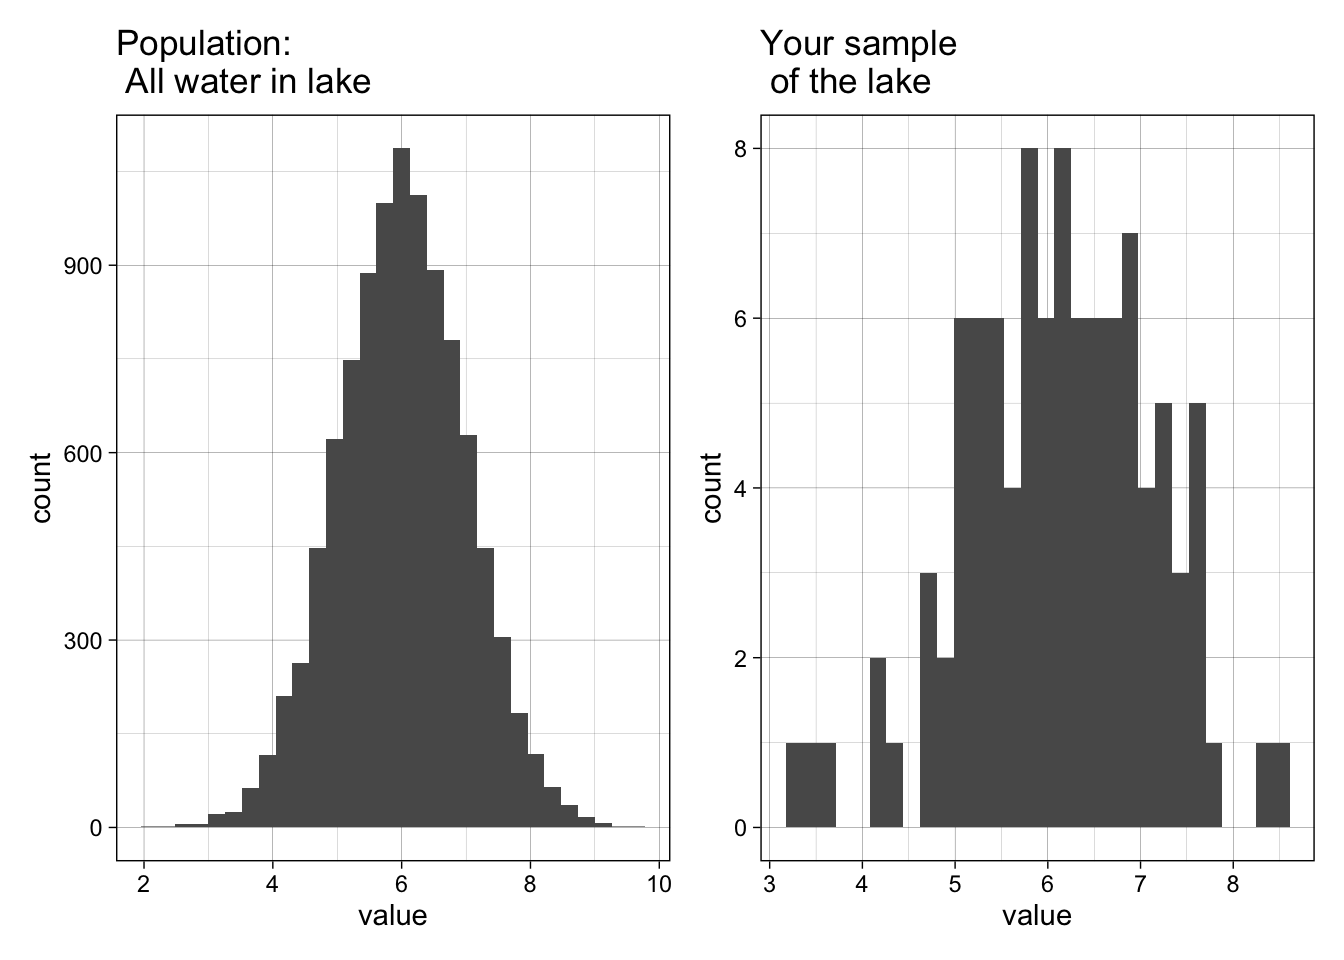 Population:
All water in lake
count
900
600
300
0
2 4 6 8 10
value
Your sample
of the lake
count
8
6
4
2
0
3 4 5 6 7 8
value